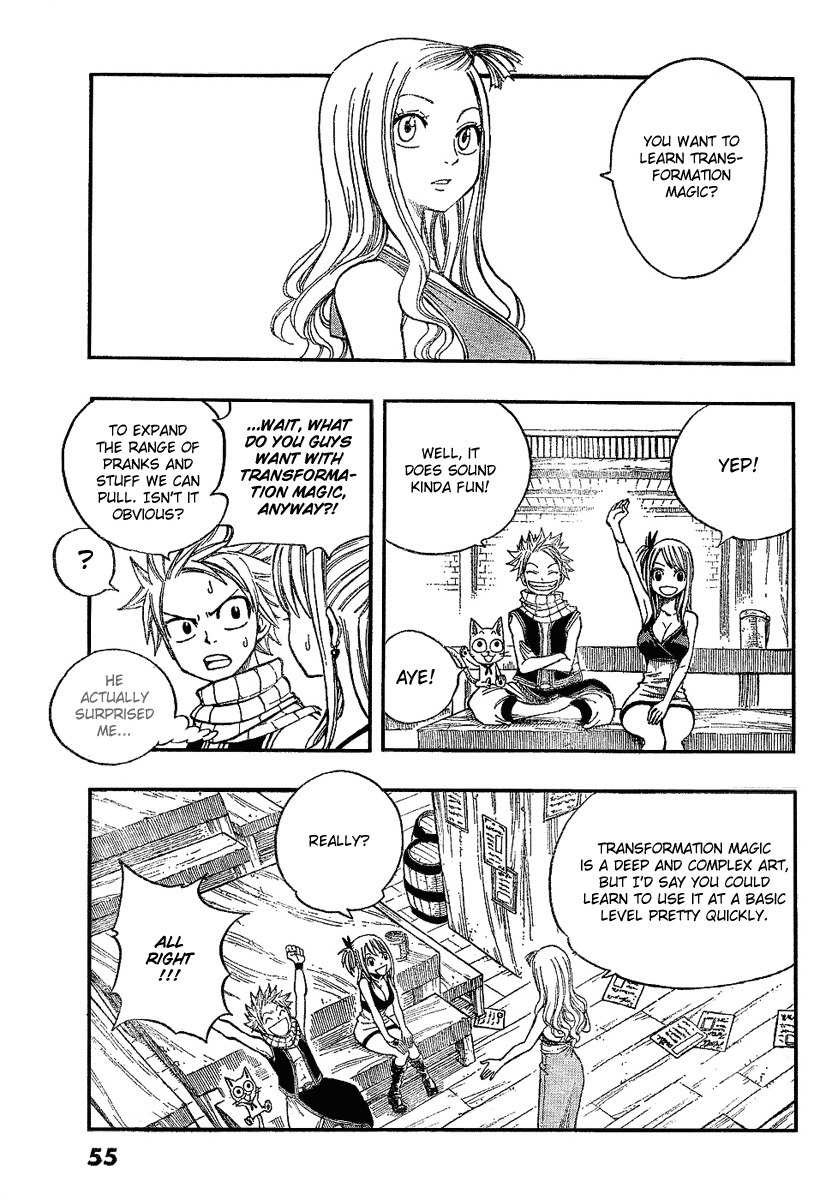 YOU WANT TO
LEARN TRANS-
FORMATION
MAGIC?
YEP!
WELL, IT
DOES SOUND
KINDA FUN!
AYE!
...WAIT, WHAT
DO YOU GUYS
WANT WITH
TRANSFORMA-
TION MAGIC,
ANYWAY?!
TO EXPAND
THE RANGE OF
PRANKS AND
STUFF WE CAN
PULL. ISN'T IT
OBVIOUS?
?
HE
ACTUALLY
SURPRISED
ME...
TRANSFORMATION MAGIC
IS A DEEP AND COMPLEX ART,
BUT I'D SAY YOU COULD
LEARN TO USE IT AT A BASIC
LEVEL PRETTY QUICKLY.
REALLY?
ALL
RIGHT
!!!
55